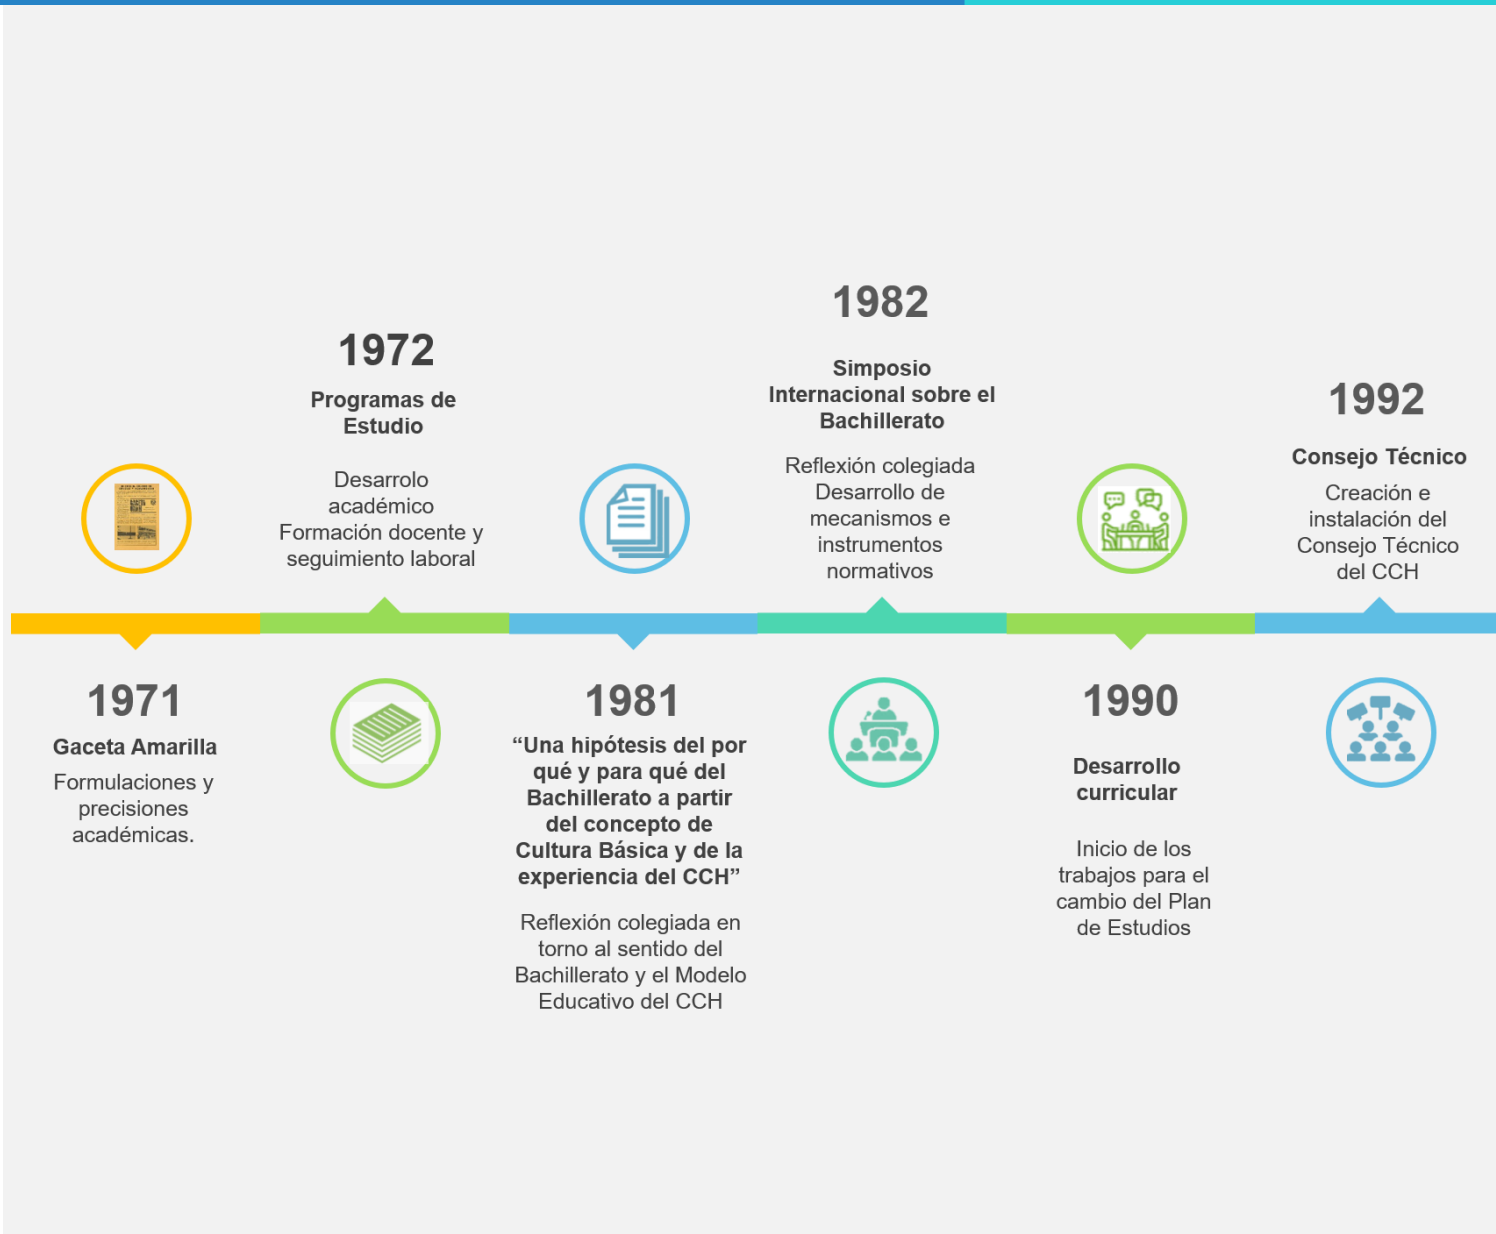 1971
Gaceta Amarilla
Formulaciones y
precisiones
académicas.
1972
Programas de
Estudio
Desarrolo
académico
Formación docente y
seguimiento laboral
1981
“Una hipótesis del por
qué y para qué del
Bachillerato a partir
del concepto de
Cultura Básica y de la
experiencia del CCH”
Reflexión colegiada en
torno al sentido del
Bachillerato y el Modelo
Educativo del CCH
1982
Simposio
Internacional sobre el
Bachillerato
Reflexión colegiada
Desarrollo de
mecanismos e
instrumentos
normativos
1990
Desarrollo
curricular
Inicio de los
trabajos para el
cambio del Plan
de Estudios
1992
Consejo Técnico
Creación e
instalación del
Consejo Técnico
del CCH